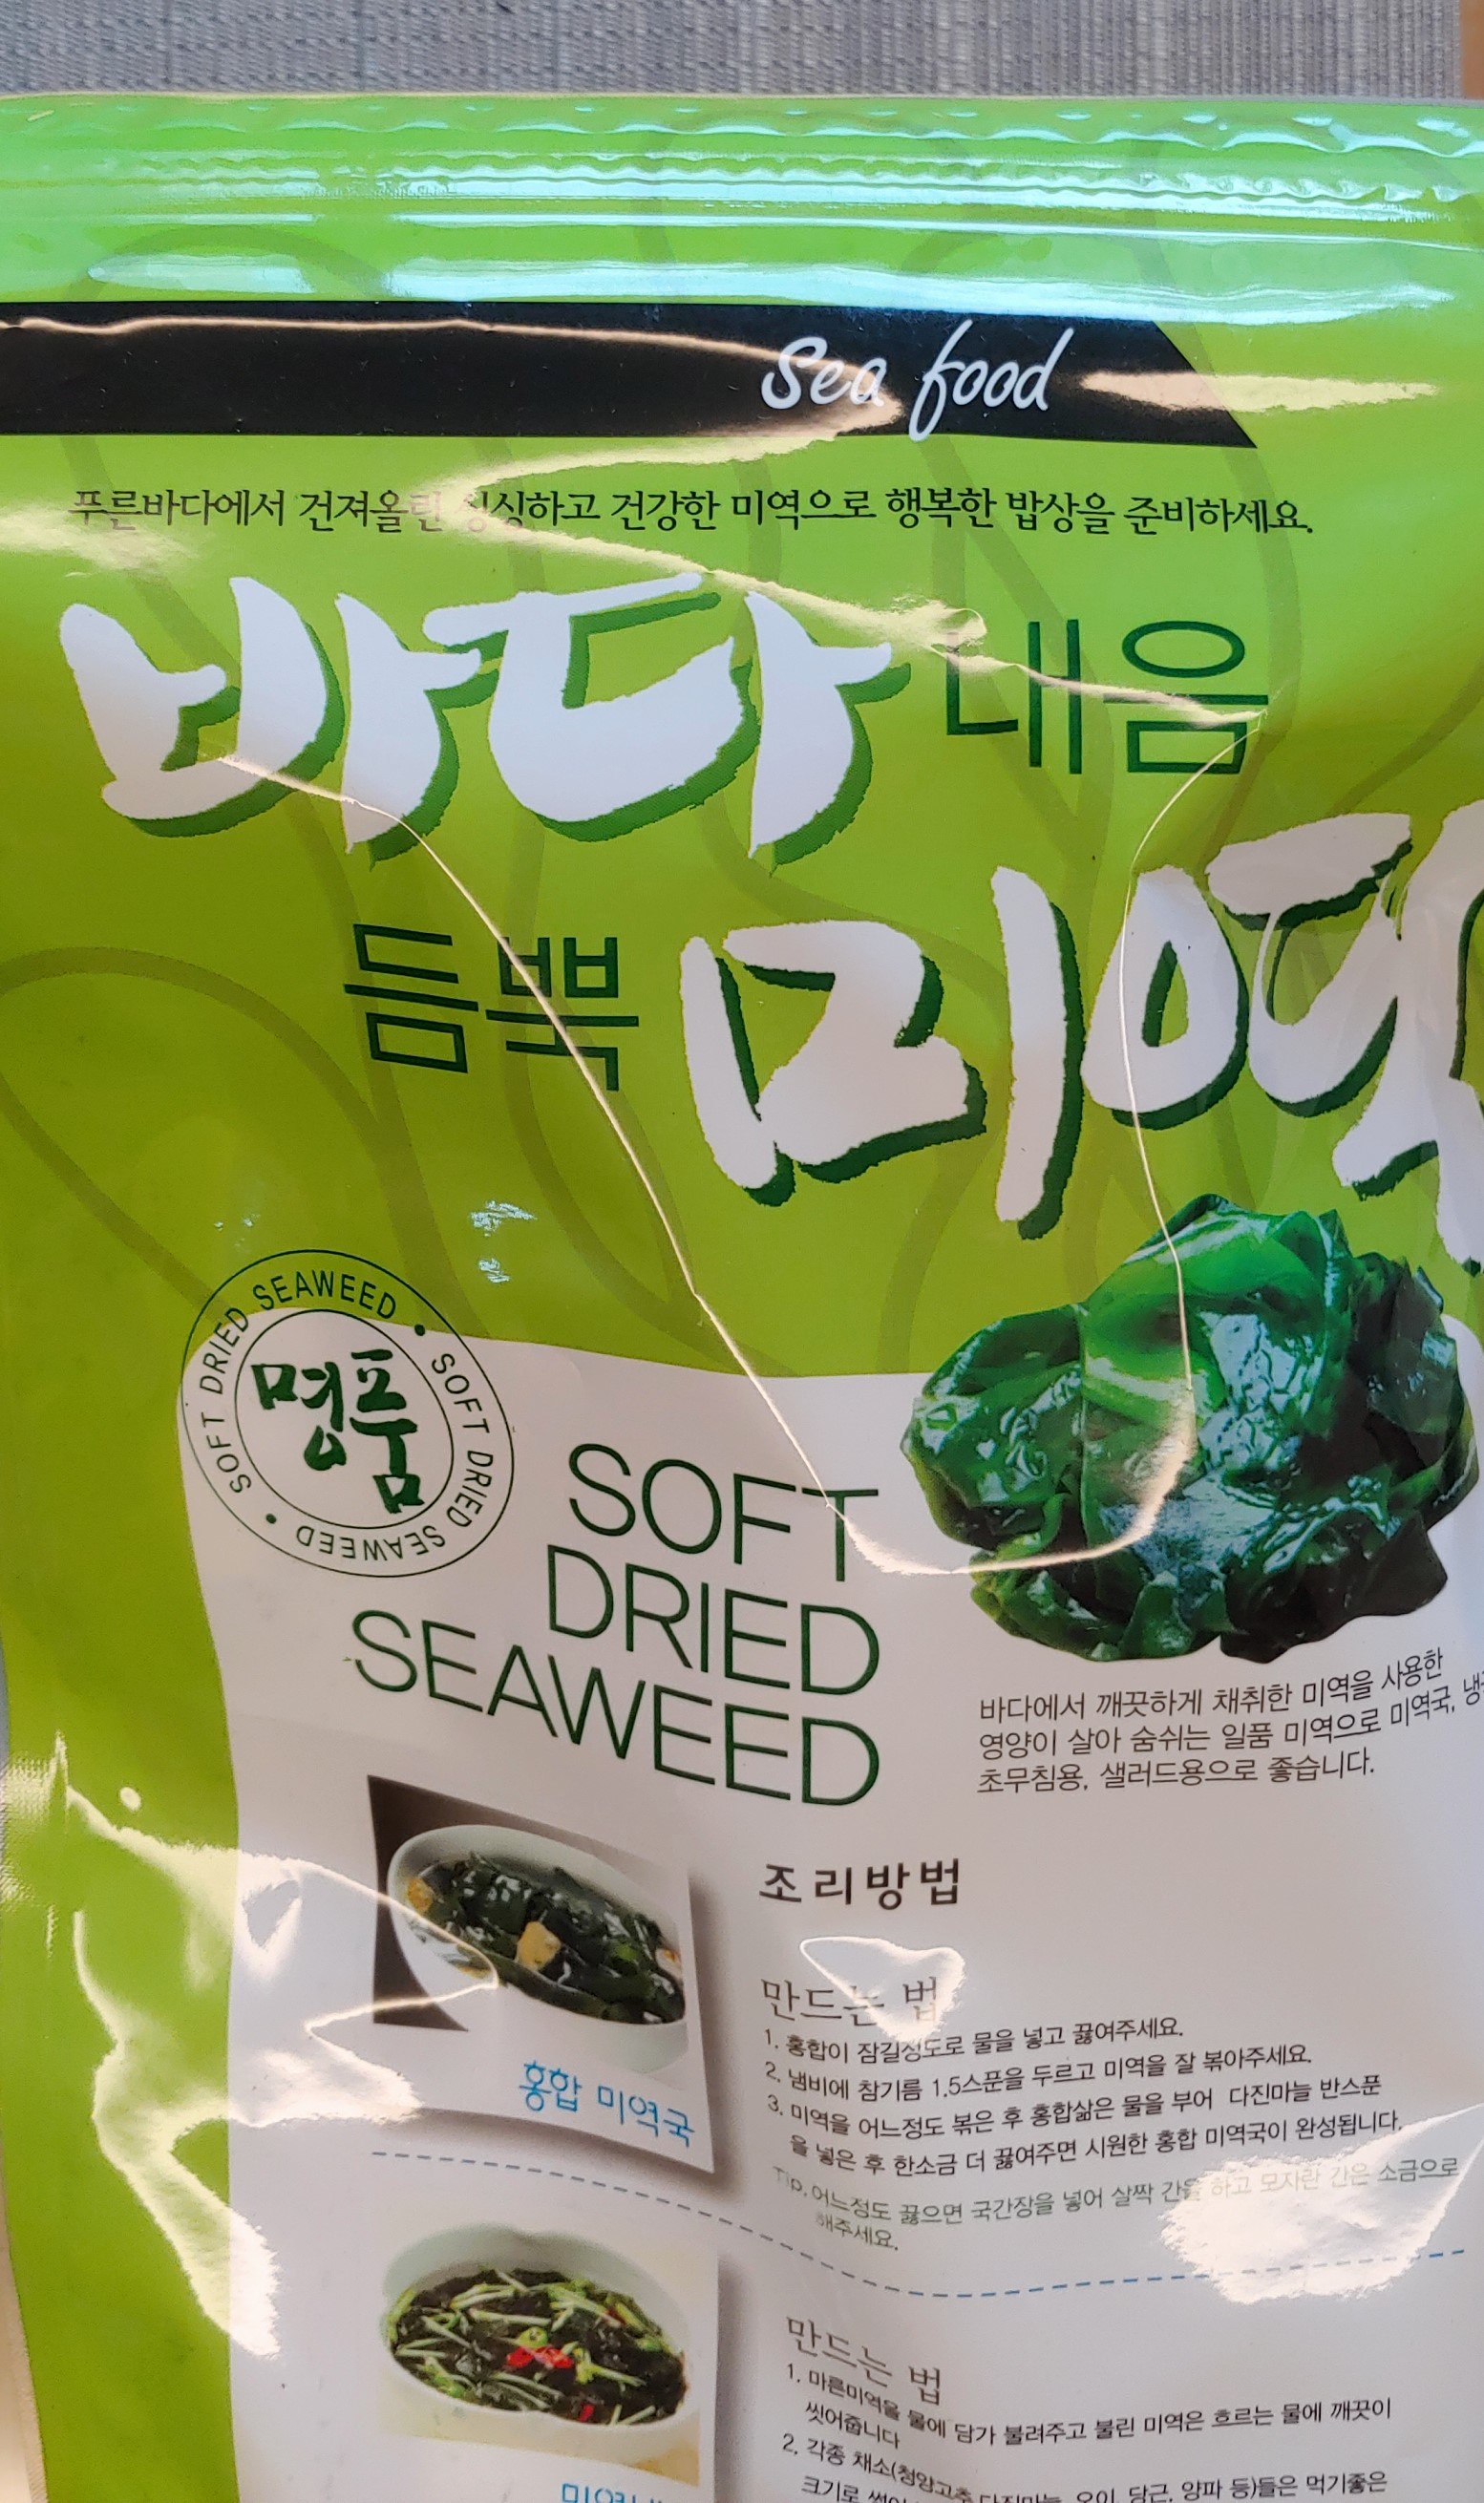 Sea food
푸른바다에서 건져올린 싱싱하고 건강한 미역으로 행복한 밥상을 준비하세요.
바다 내음
듬뿍 미역
SOFT DRIED SEAWEED • SOFT DRIED SEAWEED •
명품
SOFT
DRIED
SEAWEED
바다에서 깨끗하게 채취한 미역을 사용한
영양이 살아 숨쉬는 일품 미역으로 미역국,
초무침용, 샐러드용으로 좋습니다.
조리방법
만드는 법
1. 홍합이 잠길정도로 물을 넣고 끓여주세요.
2. 냄비에 참기름 1.5스푼을 두르고 미역을 잘 볶아주세요.
3. 미역을 어느정도 볶은 후 홍합삶은 물을 부어 다진마늘 반스푼
을 넣은 후 한소금 더 끓여주면 시원한 홍합 미역국이 완성됩니다.
Tip. 어느정도 끓으면 국간장을 넣어 살짝 간을 하고 모자란 간은 소금으로
해주세요.
홍합 미역국
만드는 법
1. 마른미역을 물에 담가 불려주고 불린 미역은 흐르는 물에 깨끗이
씻어줍니다
2. 각종 채소(청양고추, 다진마늘, 오이, 당근, 양파 등)들은 먹기좋은
크기로